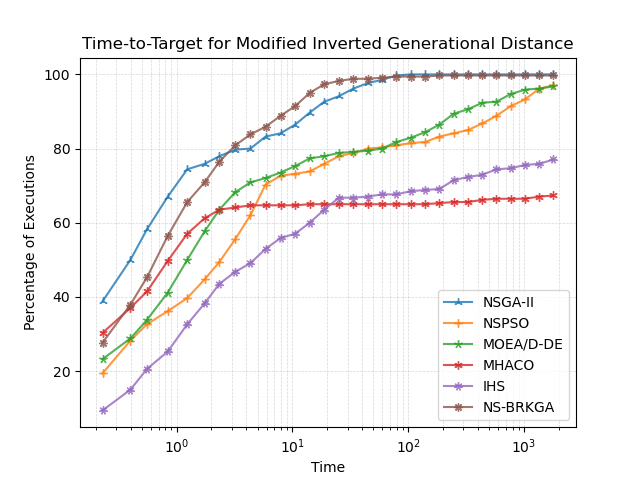 Time-to-Target for Modified Inverted Generational Distance
Percentage of Executions
100
80
60
40
20
10^0
10^1
10^2
10^3
Time
NSGA-II
NSPSO
MOEA/D-DE
MHACO
IHS
NS-BRKGA